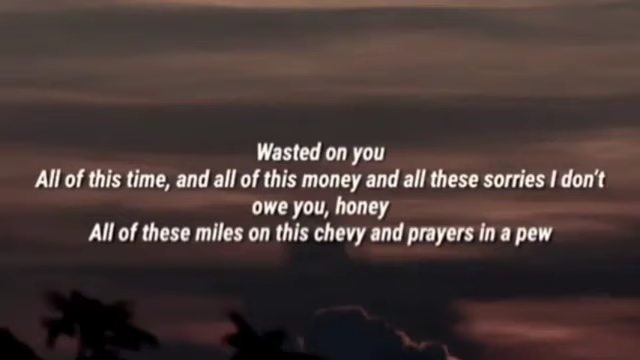 Wasted on you
All of this time, and all of this money and all these sorries I don't
owe you, honey
All of these miles on this chevy and prayers in a pew